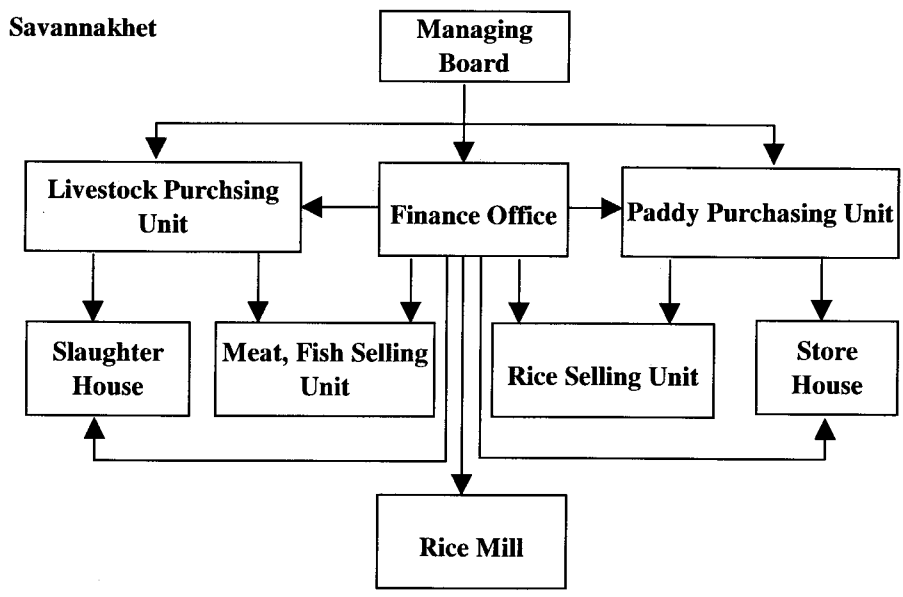 Savannakhet
Managing
Board
Livestock Purchsing
Unit
Finance Office
Paddy Purchasing Unit
Slaughter
House
Meat, Fish Selling
Unit
Rice Selling Unit
Store
House
Rice Mill